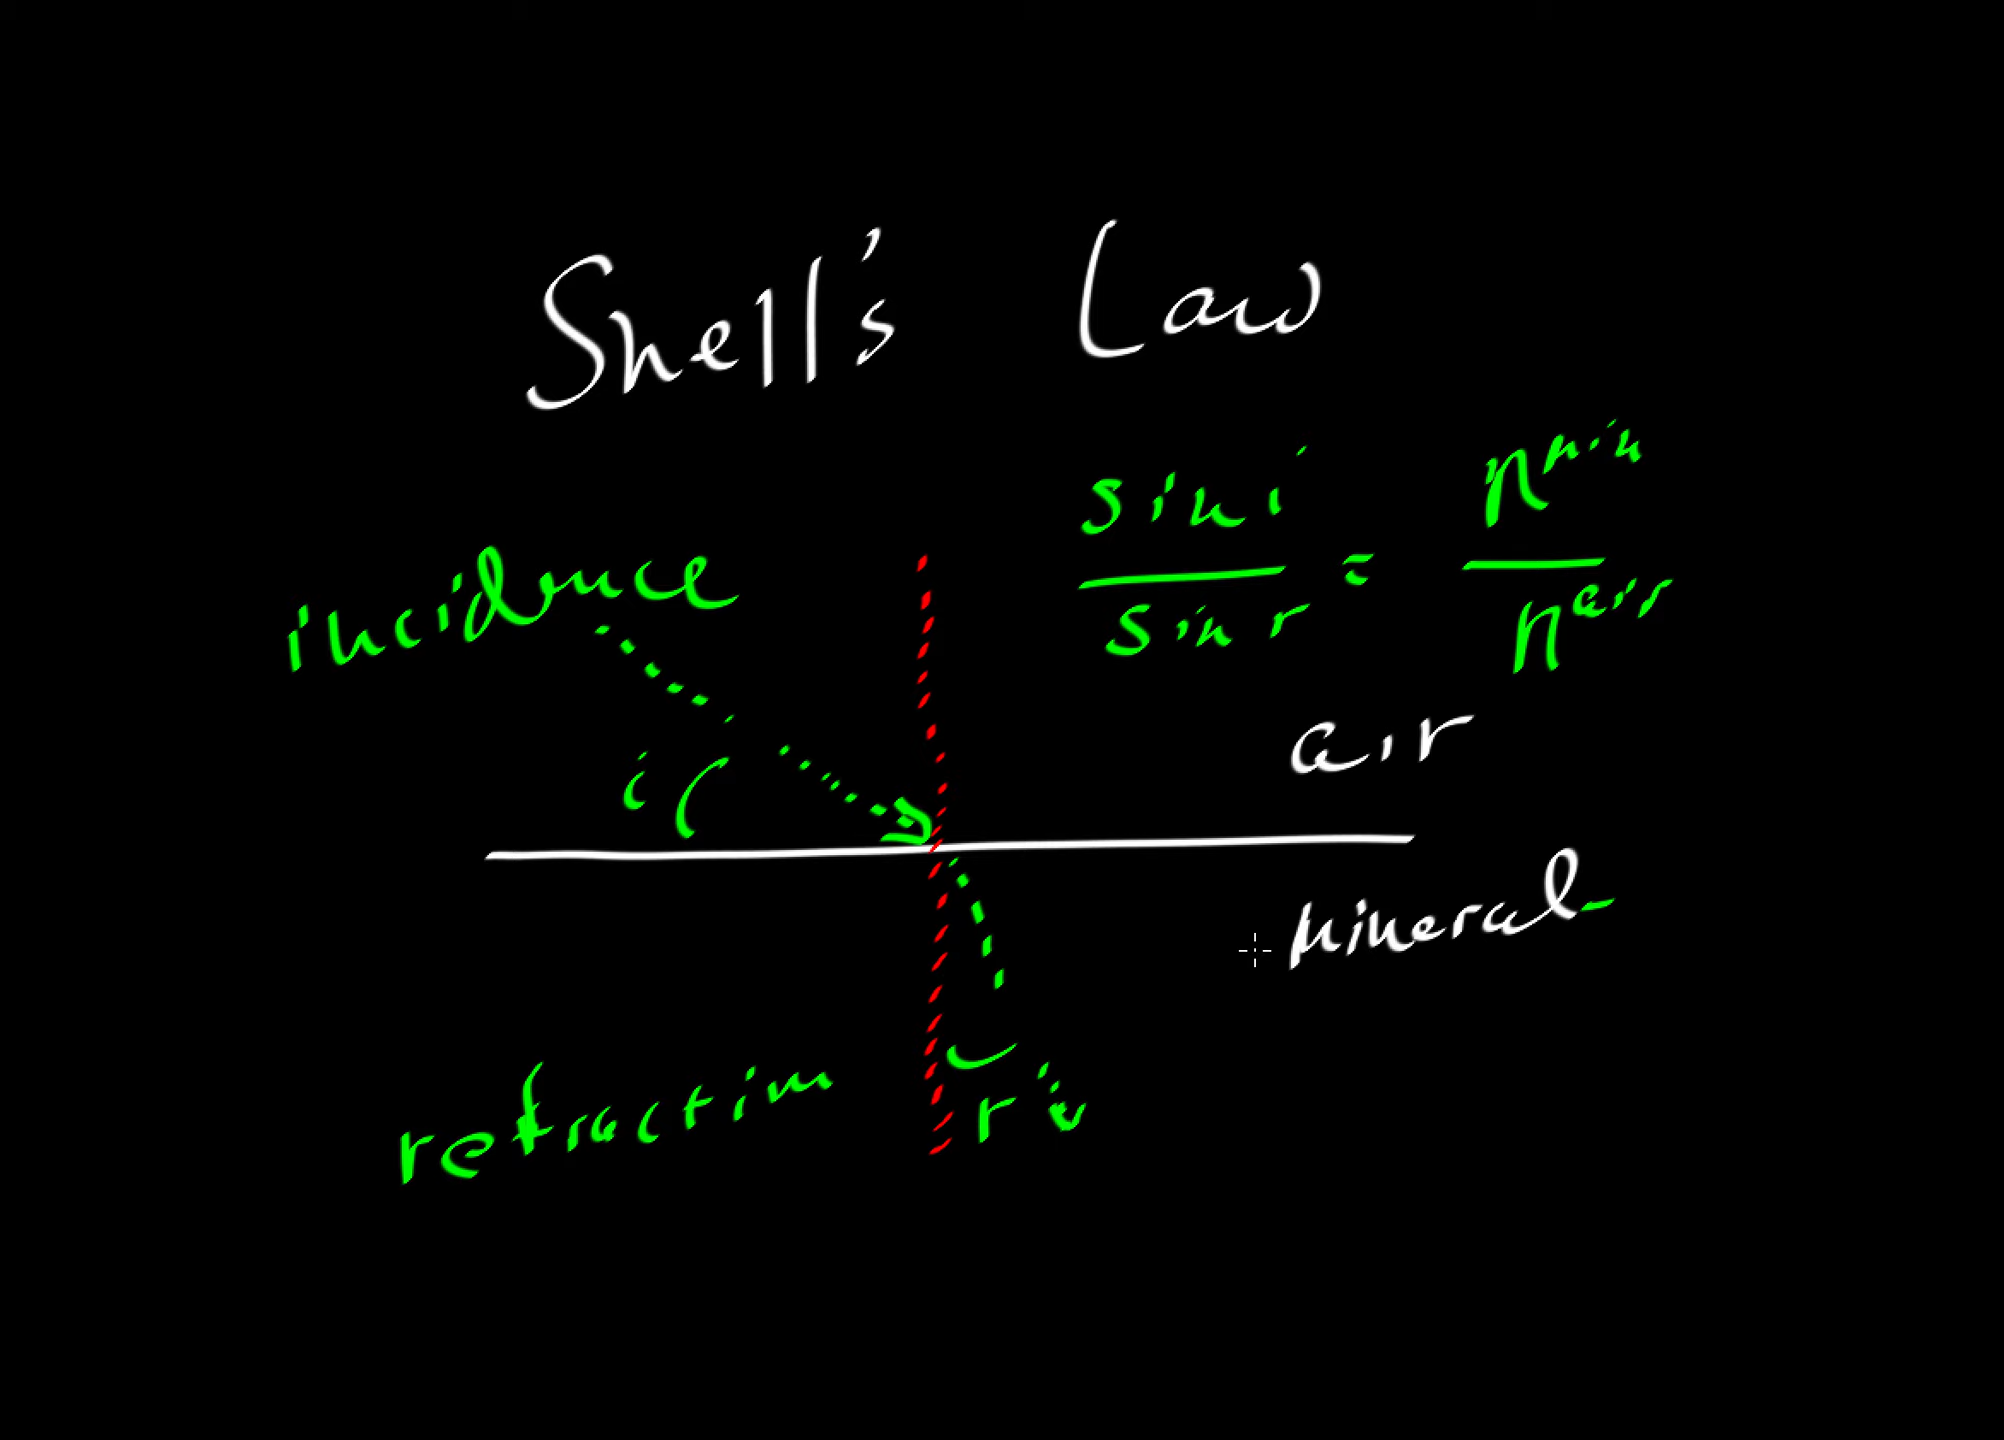 Snell's Law
sin i / sin r = n^min / n^air
incidence
air
i
mineral
refraction
r